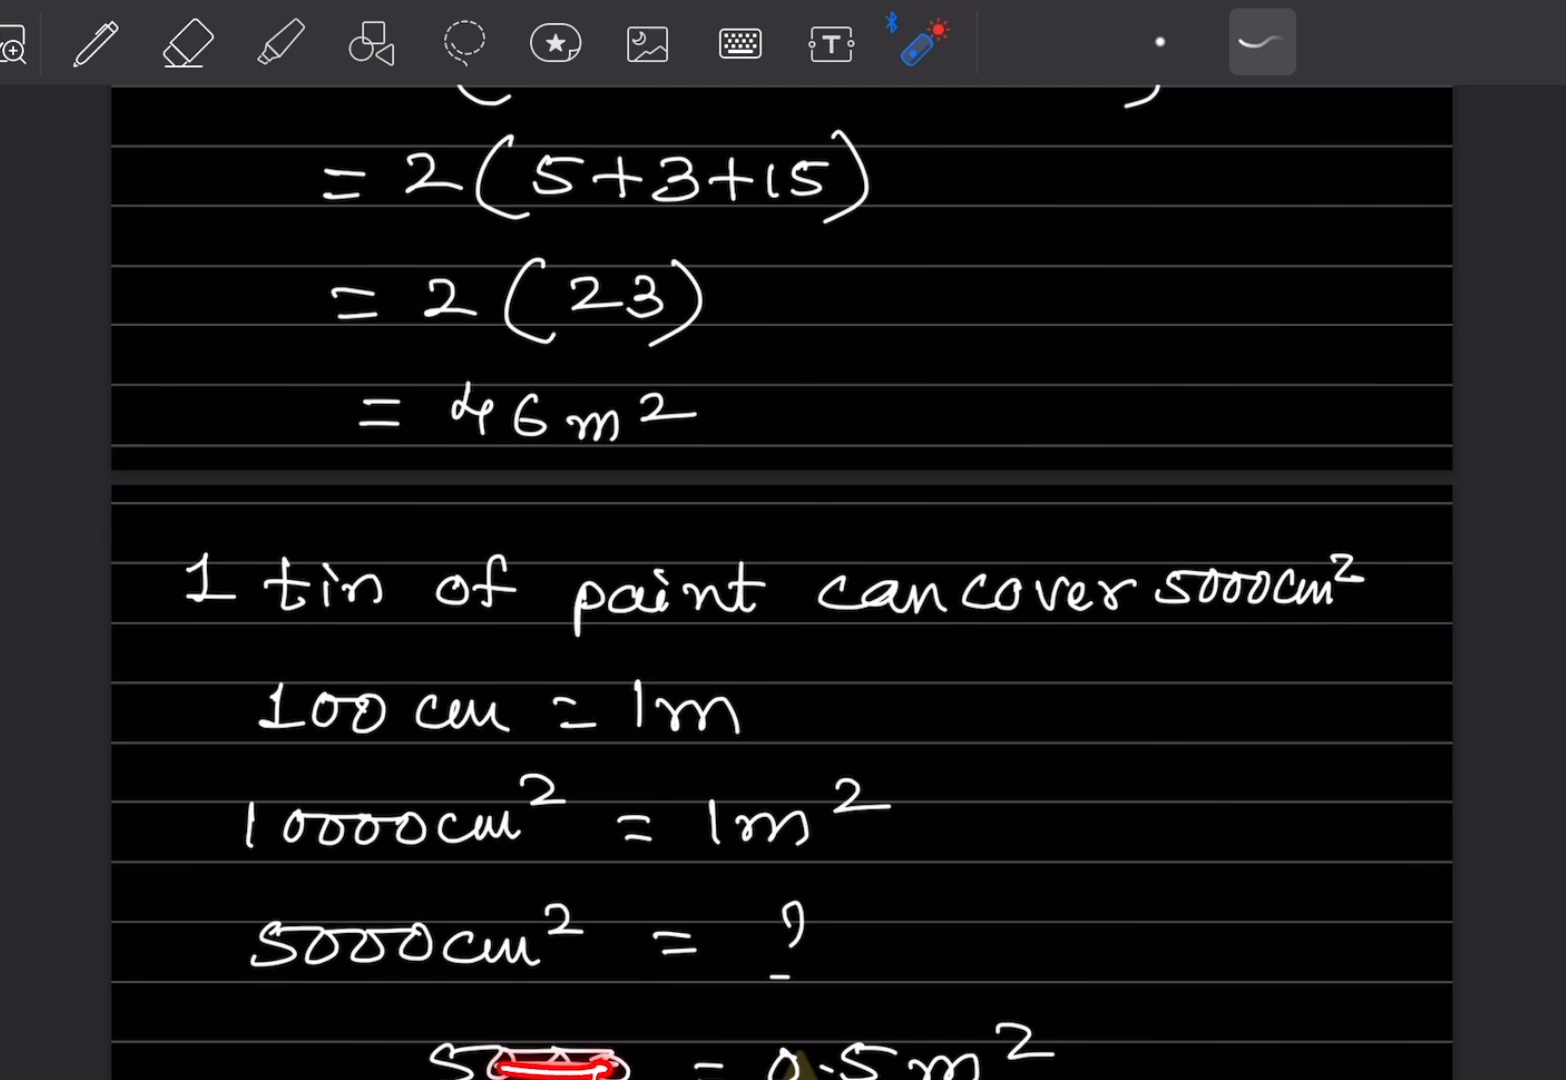 = 2 (5+3+15)
= 2 (23)
= 46 m²
1 tin of paint can cover 5000cm²
100 cm = 1m
10000cm² = 1m²
5000cm² = ?
5000 = 0.5m²